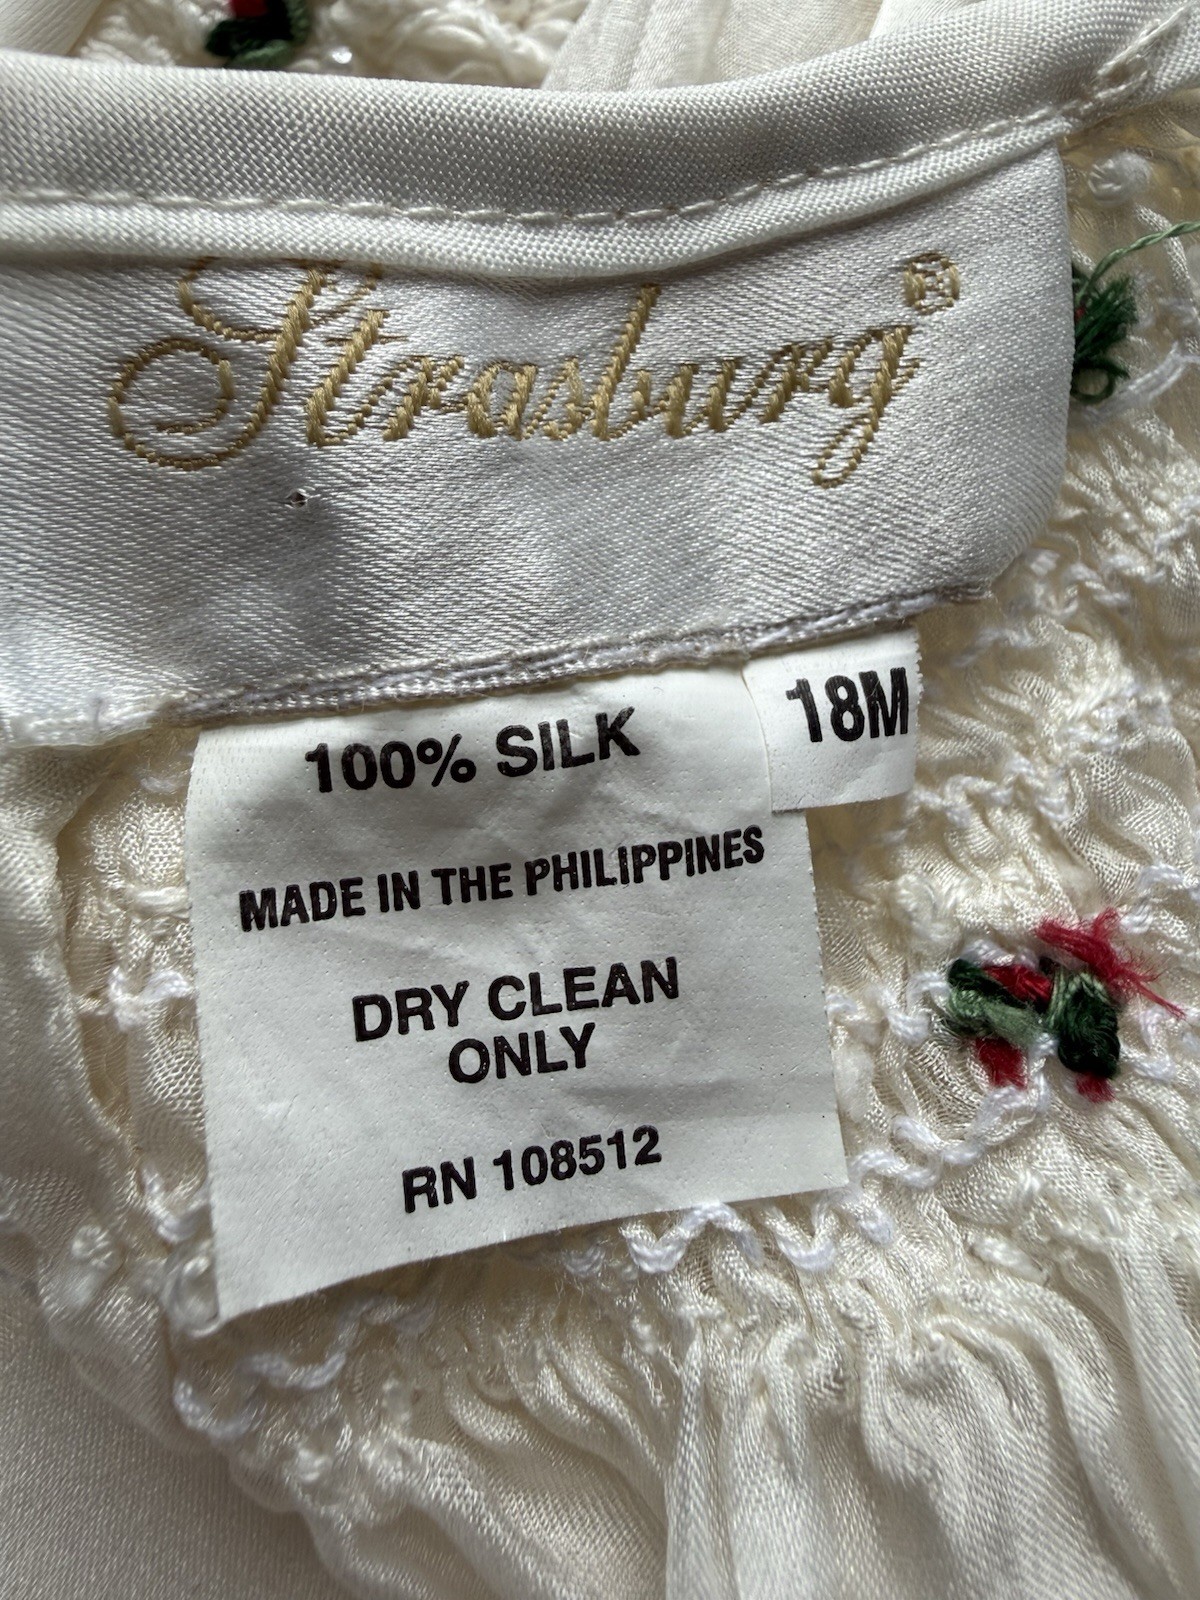 Strasburg®
18M
100% SILK
MADE IN THE PHILIPPINES
DRY CLEAN
ONLY
RN 108512